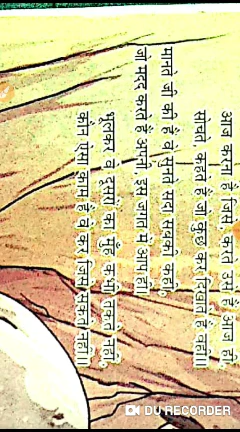 आज करना है जिसे, करते उसे हैं आज ही,
सोचते, कहते हैं जो कुछ कर दिखाते हैं वही।
मानते जी की हैं वे सुनते सदा सबकी कही,
जो मदद करते हैं अपनी, इस जगत में आप ही।
भूलकर वे दूसरों का मुँह कभी तकते नहीं,
कौन ऐसा काम है वे कर जिसे सकते नहीं।
DU RECORDER